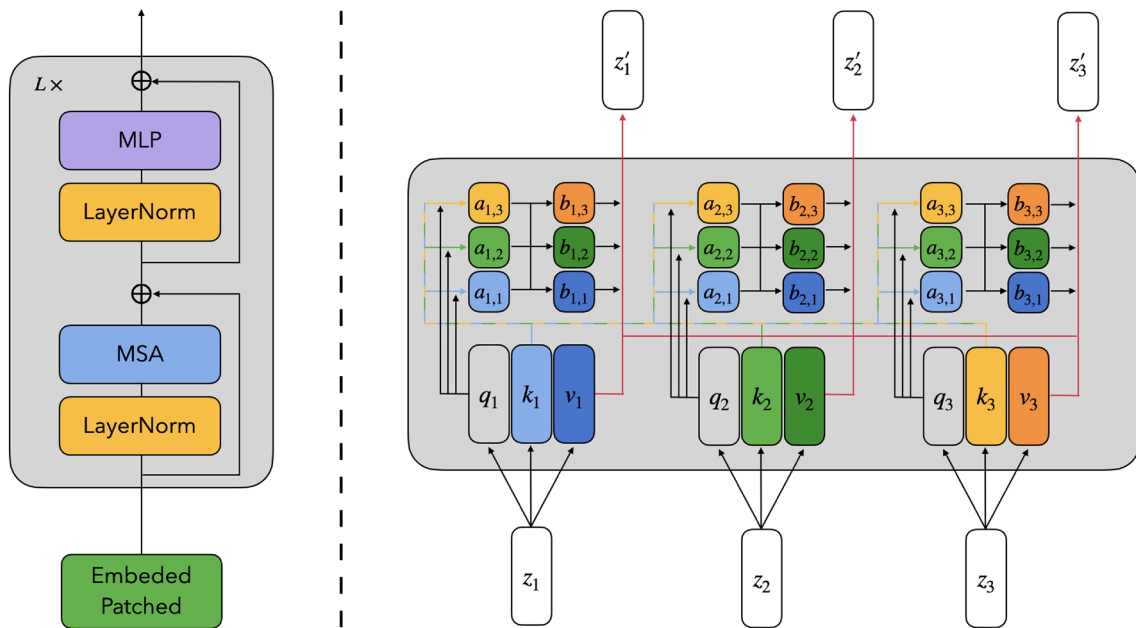 L ×
MLP
LayerNorm
MSA
LayerNorm
Embeded
Patched
z′1 z′2 z′3
a1,3 b1,3 a2,3 b2,3 a3,3 b3,3
a1,2 b1,2 a2,2 b2,2 a3,2 b3,2
a1,1 b1,1 a2,1 b2,1 a3,1 b3,1
q1 k1 v1 q2 k2 v2 q3 k3 v3
z1 z2 z3